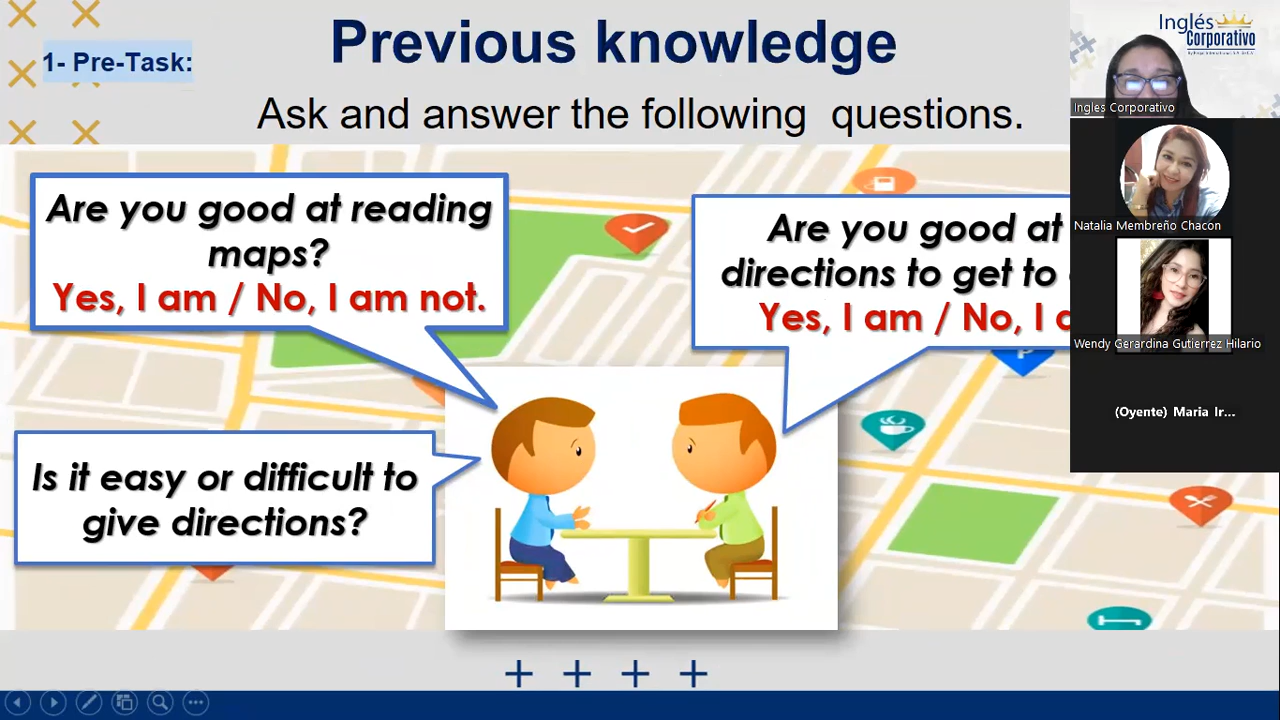 Previous knowledge
1- Pre-Task:
Ask and answer the following questions.
Are you good at reading
maps?
Yes, I am / No, I am not.
Are you good at
directions to get to
Yes, I am / No, I a
Is it easy or difficult to
give directions?
Inglés
Corporativo
Ingles Corporativo
Natalia Membreño Chacon
Wendy Gerardina Gutierrez Hilario
(Oyente) Maria Ir...